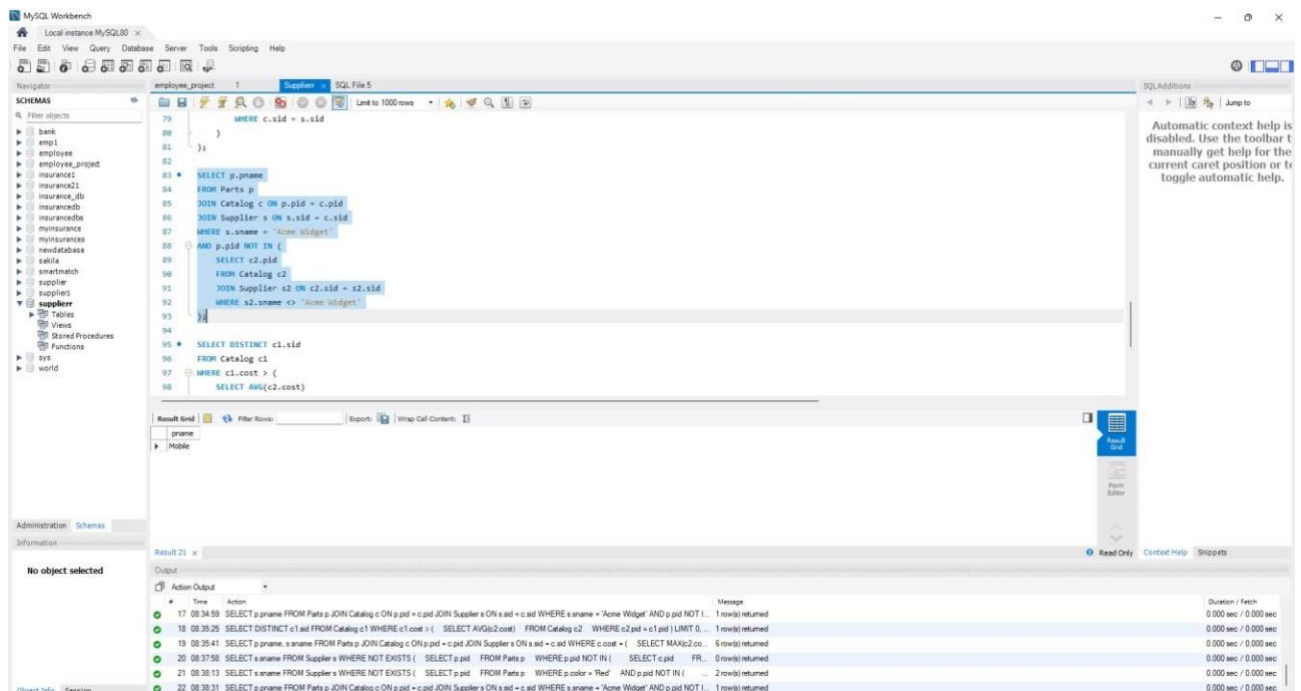 MySQL Workbench
Local instance MySQL80 ×
File Edit View Query Database Server Tools Scripting Help
Navigator
SCHEMAS
Filter objects
bank
emp1
employee
employee_project
insurance1
insurance21
insurance_db
insurancedb
insurancedbs
myinsurance
myinsurances
newdatabase
sakila
smartmatch
supplier
supplier1
supplierr
Tables
Views
Stored Procedures
Functions
sys
world
Administration Schemas
Information
No object selected
Object Info Session
employee_project 1 Supplierr × SQL File 5
Limit to 1000 rows
79 WHERE c.sid = s.sid
80 )
81 );
82
83 SELECT p.pname
84 FROM Parts p
85 JOIN Catalog c ON p.pid = c.pid
86 JOIN Supplier s ON s.sid = c.sid
87 WHERE s.sname = 'Acme Widget'
88 AND p.pid NOT IN (
89 SELECT c2.pid
90 FROM Catalog c2
91 JOIN Supplier s2 ON c2.sid = s2.sid
92 WHERE s2.sname <> 'Acme Widget'
93 );
94
95 SELECT DISTINCT c1.sid
96 FROM Catalog c1
97 WHERE c1.cost > (
98 SELECT AVG(c2.cost)
Result Grid Filter Rows: Export: Wrap Cell Content:
pname
Mobile
Result Grid
Form Editor
Result 21 ×
Read Only
Output
Action Output
# Time Action Message Duration / Fetch
17 08:34:59 SELECT p.pname FROM Parts p JOIN Catalog c ON p.pid = c.pid JOIN Supplier s ON s.sid = c.sid WHERE s.sname = 'Acme Widget' AND p.pid NOT I... 1 row(s) returned 0.000 sec / 0.000 sec
18 08:35:25 SELECT DISTINCT c1.sid FROM Catalog c1 WHERE c1.cost > ( SELECT AVG(c2.cost) FROM Catalog c2 WHERE c2.pid = c1.pid ) LIMIT 0, ... 1 row(s) returned 0.000 sec / 0.000 sec
19 08:35:41 SELECT p.pname, s.sname FROM Parts p JOIN Catalog c ON p.pid = c.pid JOIN Supplier s ON s.sid = c.sid WHERE c.cost = ( SELECT MAX(c2.co... 6 row(s) returned 0.000 sec / 0.000 sec
20 08:37:58 SELECT s.sname FROM Supplier s WHERE NOT EXISTS ( SELECT p.pid FROM Parts p WHERE p.pid NOT IN ( SELECT c.pid FR... 0 row(s) returned 0.000 sec / 0.000 sec
21 08:38:13 SELECT s.sname FROM Supplier s WHERE NOT EXISTS ( SELECT p.pid FROM Parts p WHERE p.color = 'Red' AND p.pid NOT IN ( ... 2 row(s) returned 0.000 sec / 0.000 sec
22 08:38:31 SELECT p.pname FROM Parts p JOIN Catalog c ON p.pid = c.pid JOIN Supplier s ON s.sid = c.sid WHERE s.sname = 'Acme Widget' AND p.pid NOT I... 1 row(s) returned 0.000 sec / 0.000 sec
SQLAdditions
Jump to
Automatic context help is
disabled. Use the toolbar t
manually get help for the
current caret position or to
toggle automatic help.
Context Help Snippets